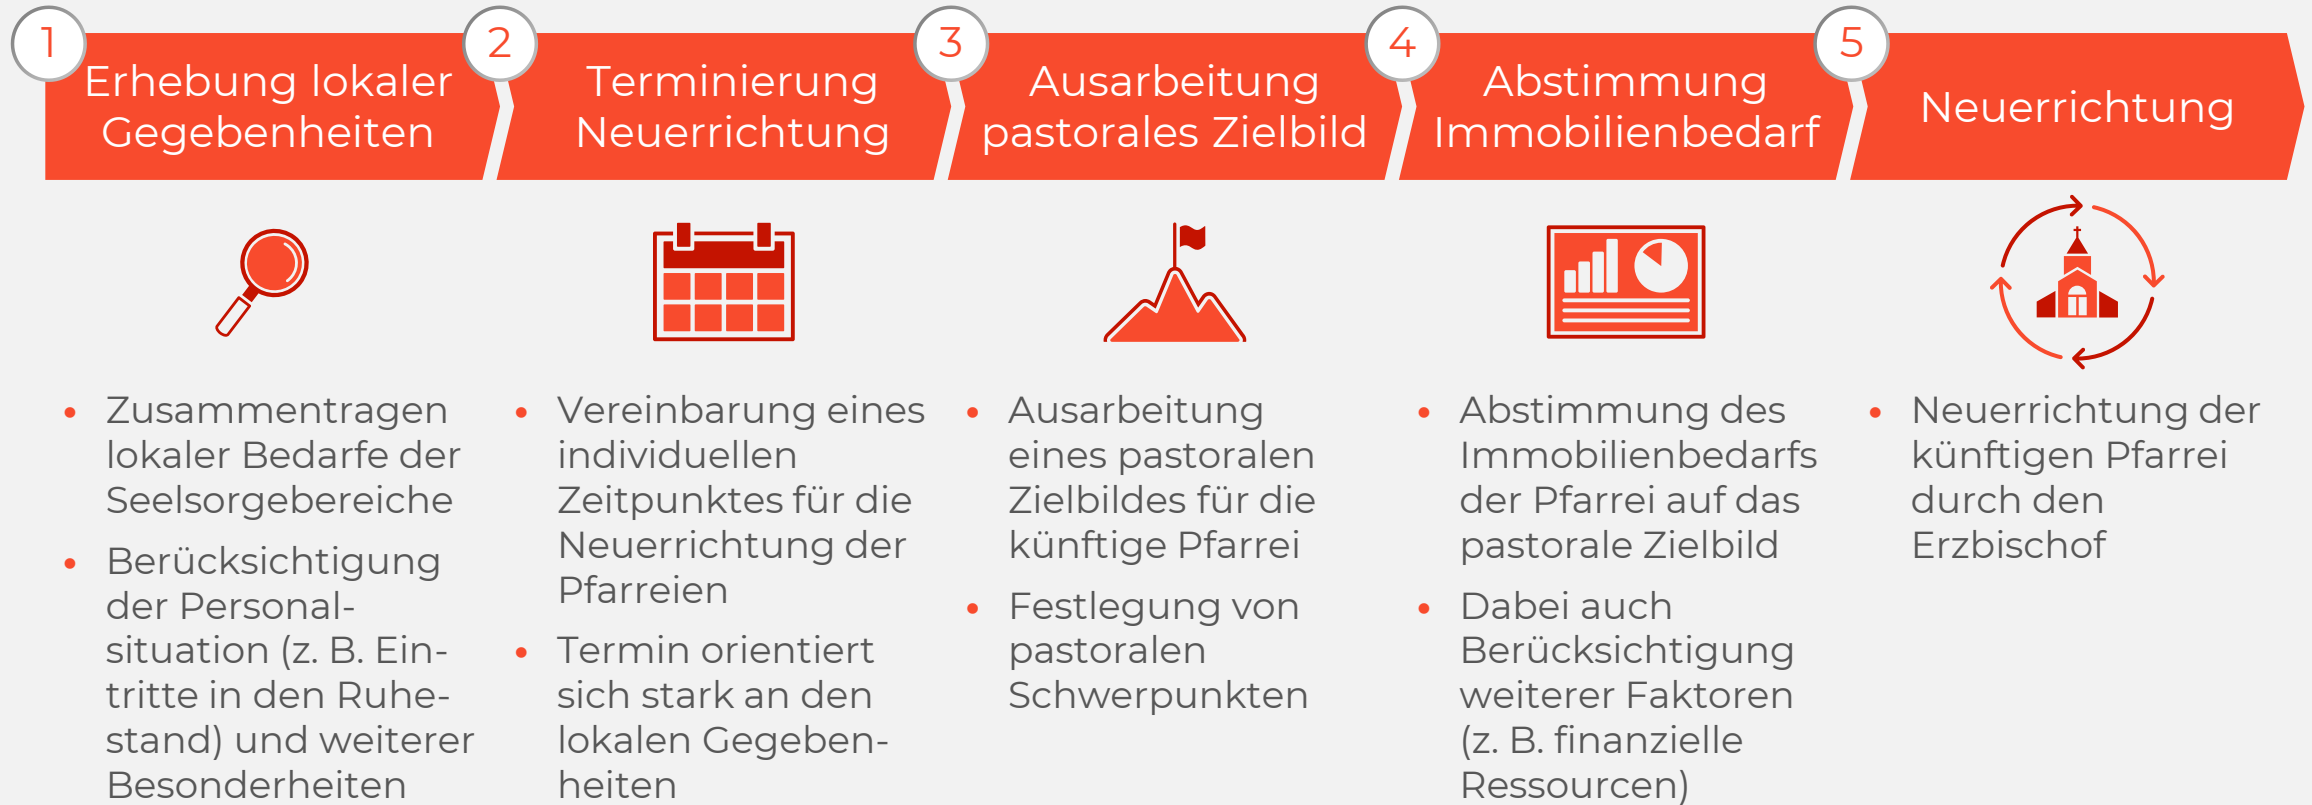 1
Erhebung lokaler
Gegebenheiten
2
Terminierung
Neuerrichtung
3
Ausarbeitung
pastorales Zielbild
4
Abstimmung
Immobilienbedarf
5
Neuerrichtung
• Zusammentragen
lokaler Bedarfe der
Seelsorgebereiche
• Berücksichtigung
der Personal-
situation (z. B. Ein-
tritte in den Ruhe-
stand) und weiterer
Besonderheiten
• Vereinbarung eines
individuellen
Zeitpunktes für die
Neuerrichtung der
Pfarreien
• Termin orientiert
sich stark an den
lokalen Gegeben-
heiten
• Ausarbeitung
eines pastoralen
Zielbildes für die
künftige Pfarrei
• Festlegung von
pastoralen
Schwerpunkten
• Abstimmung des
Immobilienbedarfs
der Pfarrei auf das
pastorale Zielbild
• Dabei auch
Berücksichtigung
weiterer Faktoren
(z. B. finanzielle
Ressourcen)
• Neuerrichtung der
künftigen Pfarrei
durch den
Erzbischof